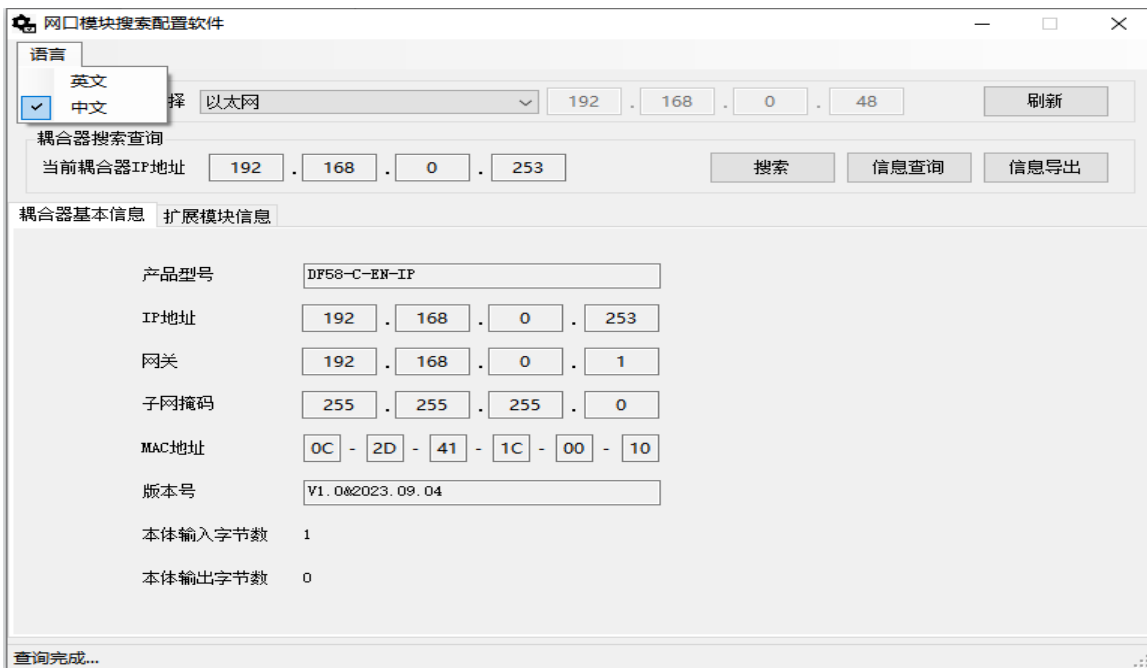 网口模块搜索配置软件
语言
英文
中文
择 以太网 192 . 168 . 0 . 48 刷新
耦合器搜索查询
当前耦合器IP地址 192 . 168 . 0 . 253 搜索 信息查询 信息导出
耦合器基本信息 扩展模块信息
产品型号 DF58-C-EN-IP
IP地址 192 . 168 . 0 . 253
网关 192 . 168 . 0 . 1
子网掩码 255 . 255 . 255 . 0
MAC地址 0C - 2D - 41 - 1C - 00 - 10
版本号 V1.0&2023.09.04
本体输入字节数 1
本体输出字节数 0
查询完成...